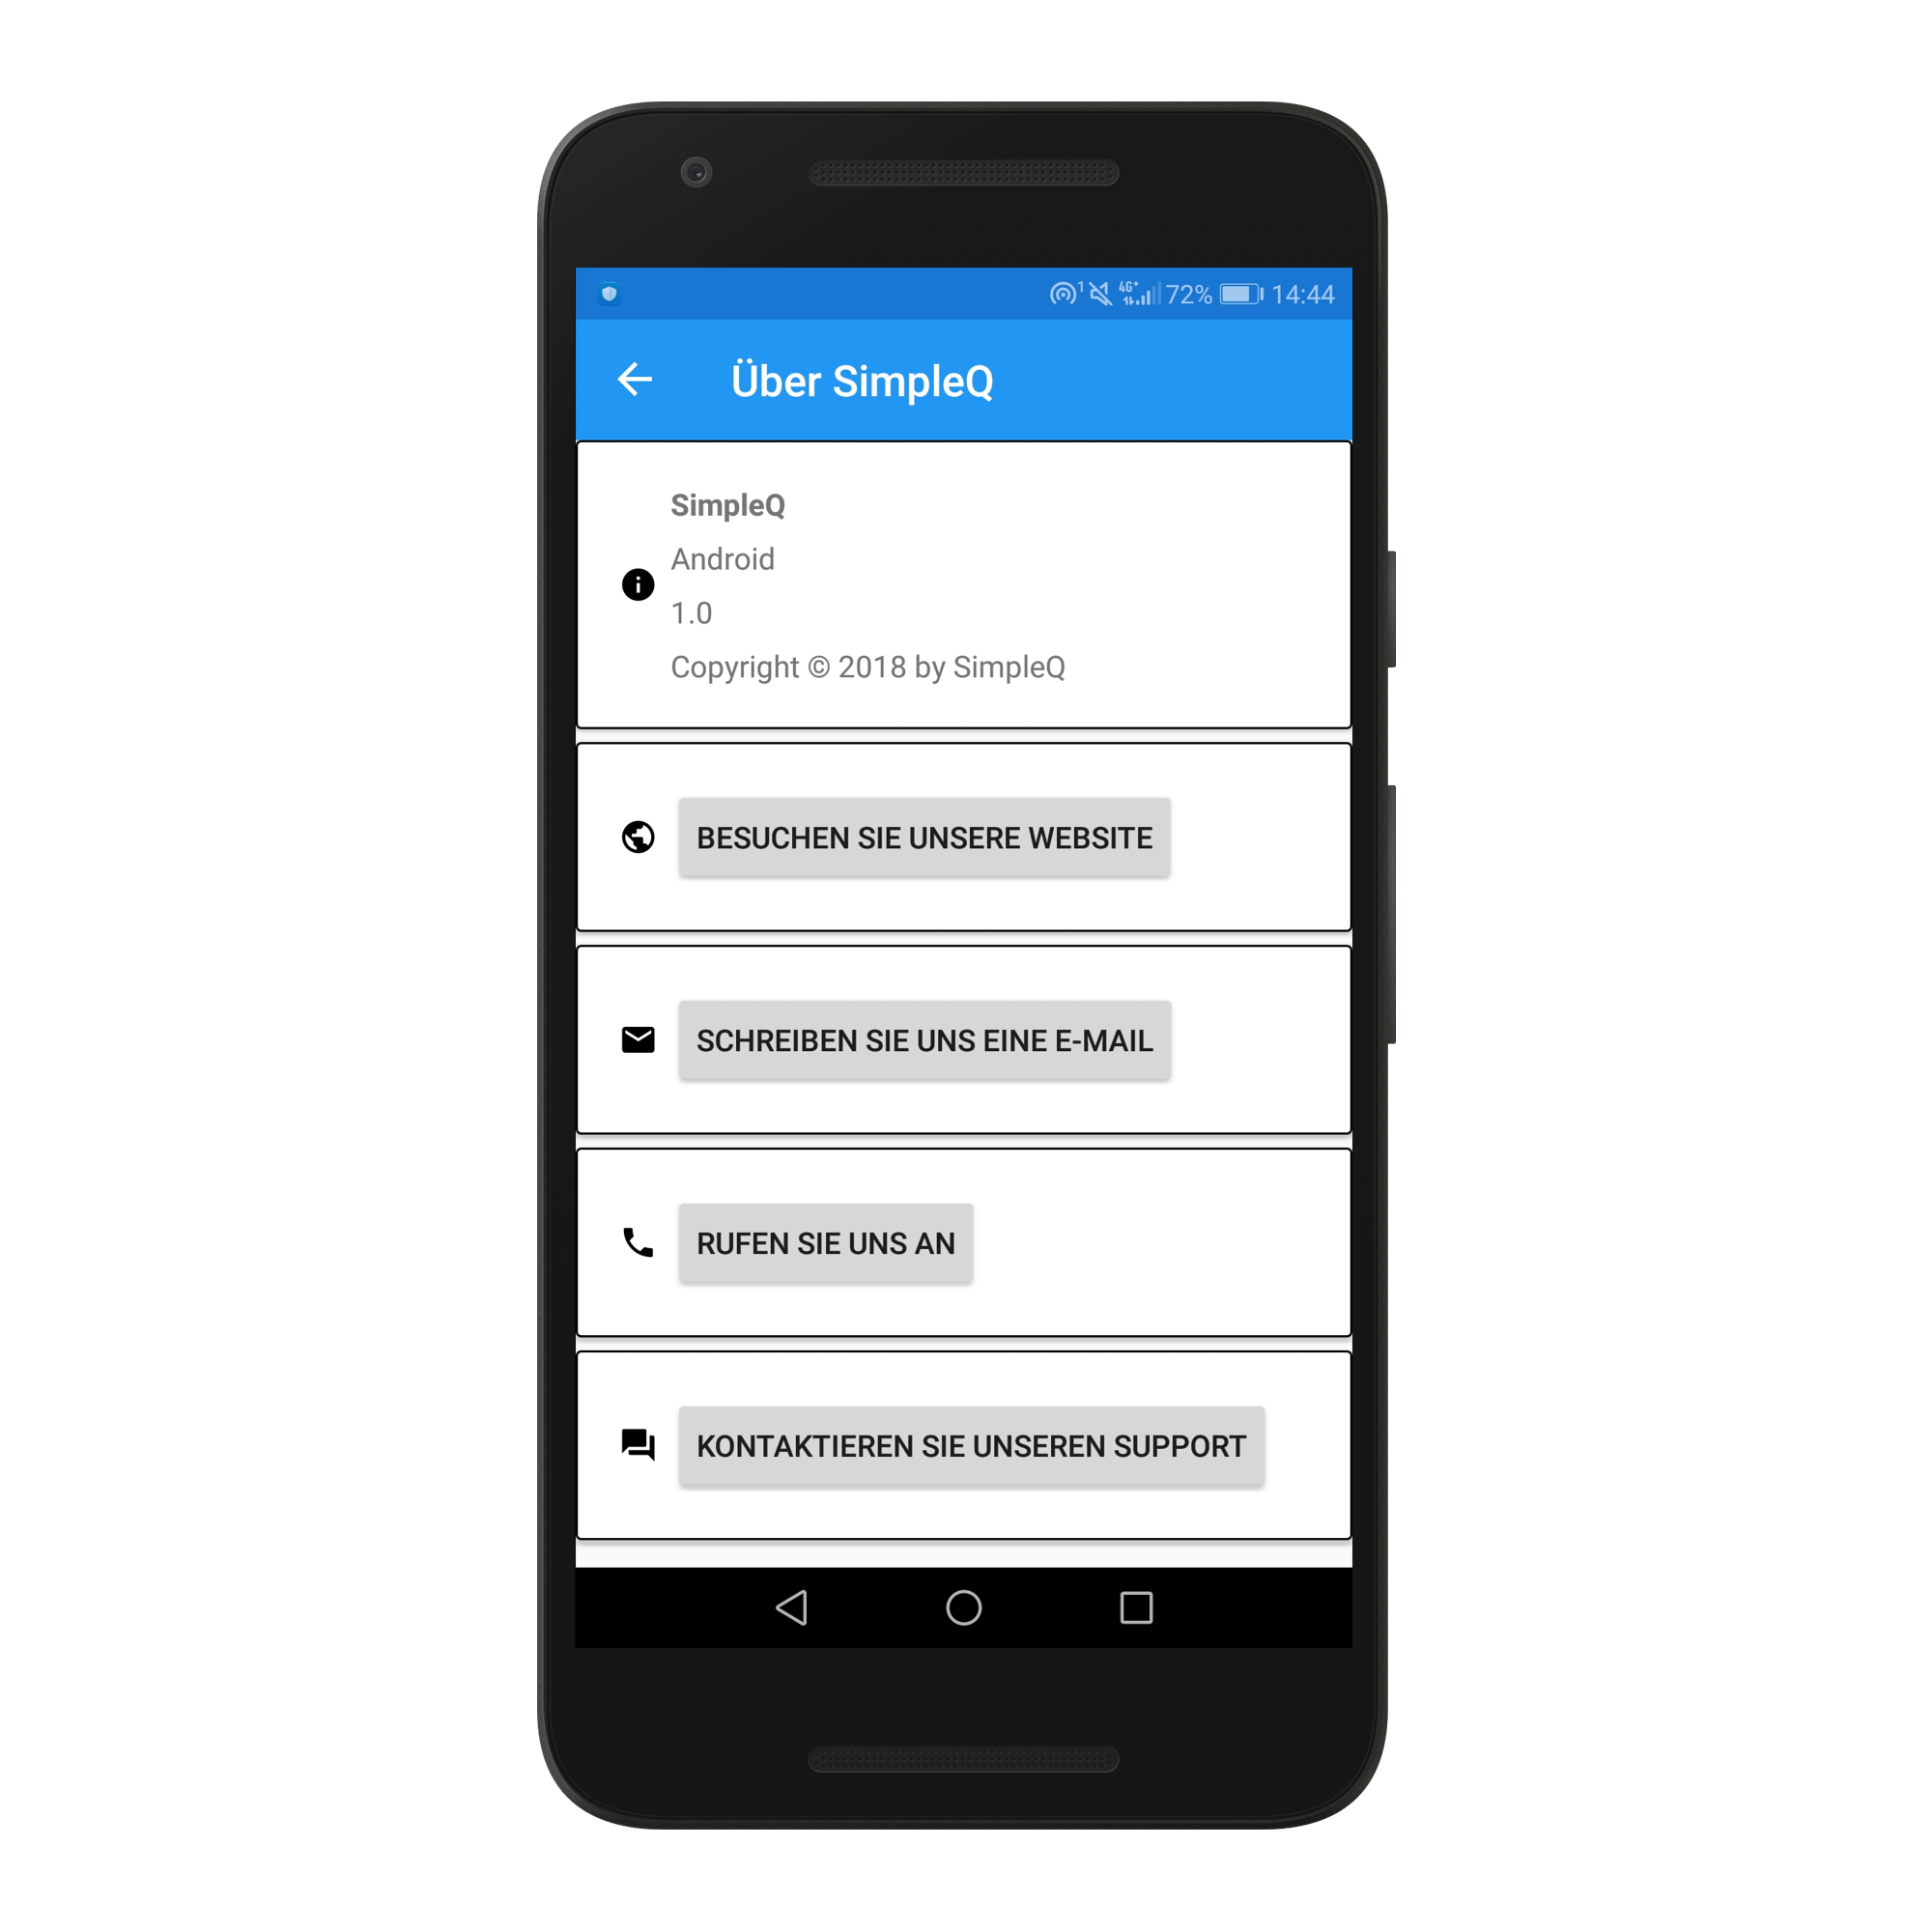 1 4G+ 72% 14:44
Über SimpleQ
SimpleQ
Android
1.0
Copyright © 2018 by SimpleQ
BESUCHEN SIE UNSERE WEBSITE
SCHREIBEN SIE UNS EINE E-MAIL
RUFEN SIE UNS AN
KONTAKTIEREN SIE UNSEREN SUPPORT